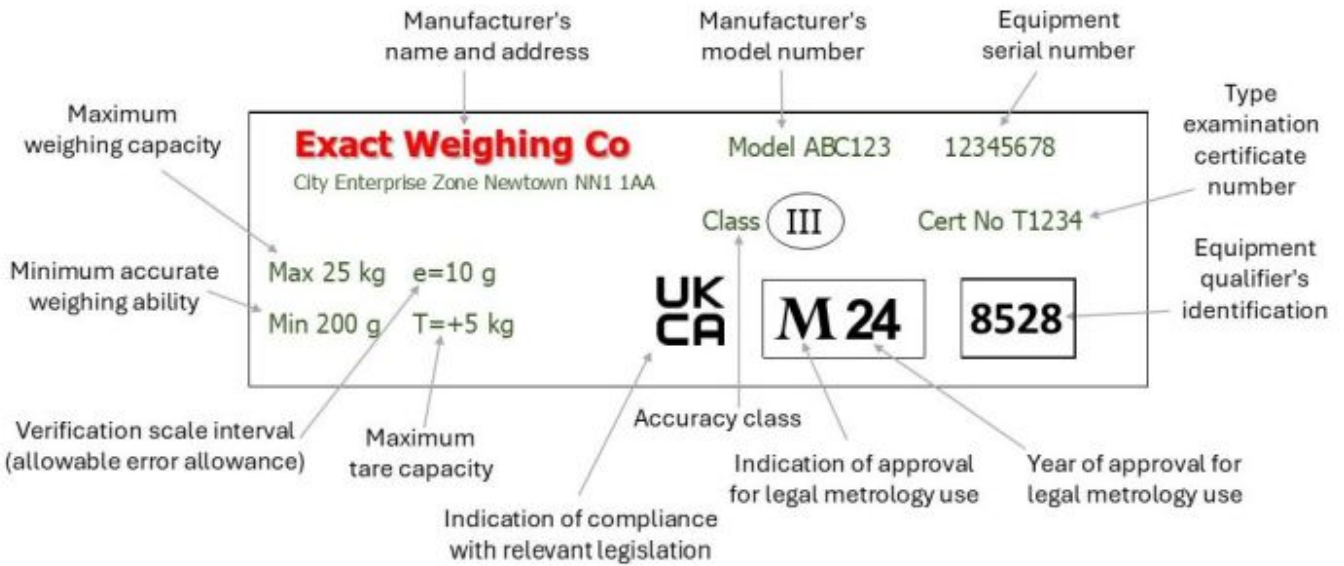 Manufacturer's
name and address
Manufacturer's
model number
Equipment
serial number
Maximum
weighing capacity
Type
examination
certificate
number
Exact Weighing Co
Model ABC123
12345678
City Enterprise Zone Newtown NN1 1AA
Class III
Cert No T1234
Minimum accurate
weighing ability
Equipment
qualifier's
identification
Max 25 kg e=10 g
Min 200 g T=+5 kg
UK
CA
M 24
8528
Verification scale interval
(allowable error allowance)
Maximum
tare capacity
Accuracy class
Indication of approval
for legal metrology use
Year of approval for
legal metrology use
Indication of compliance
with relevant legislation